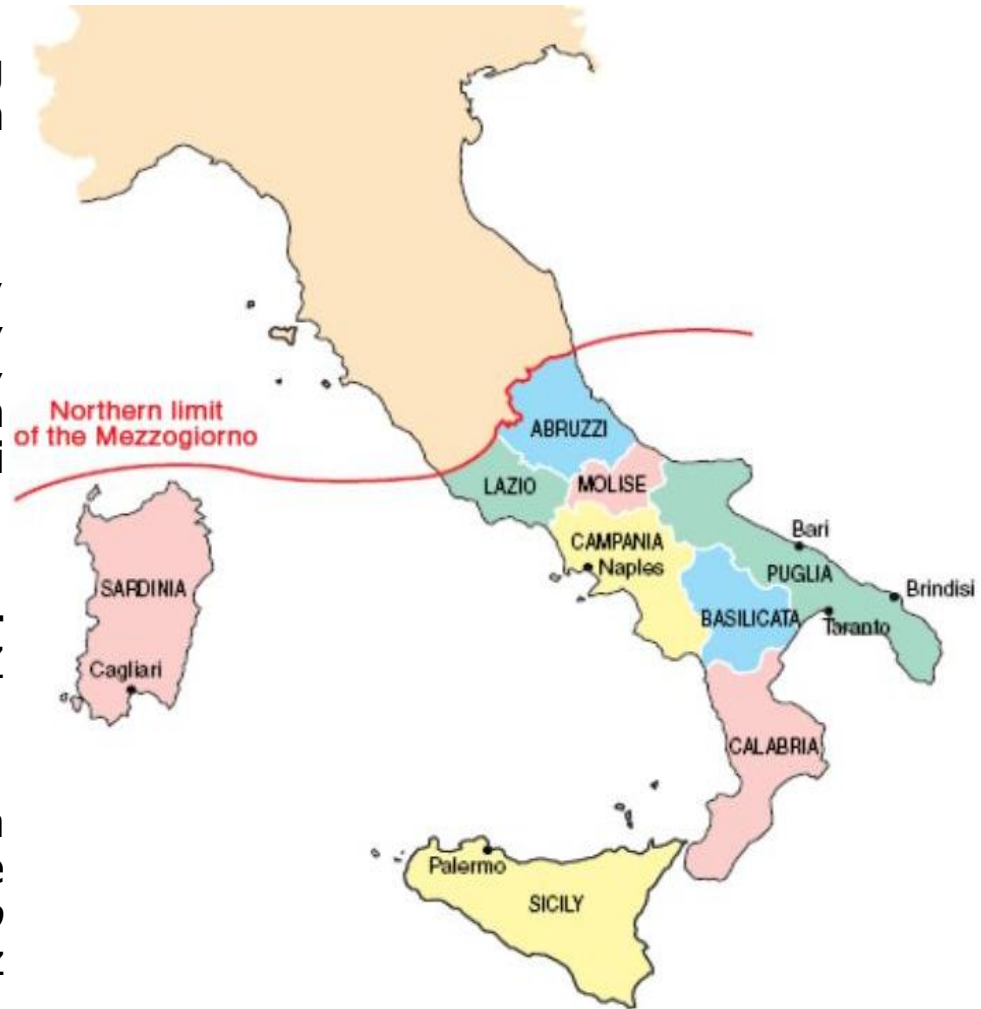 Northern limit
of the Mezzogiorno
ABRUZZI
LAZIO
MOLISE
CAMPANIA
Naples
Bari
PUGLIA
Brindisi
BASILICATA
Taranto
SARDINIA
Cagliari
CALABRIA
Palermo
SICILY